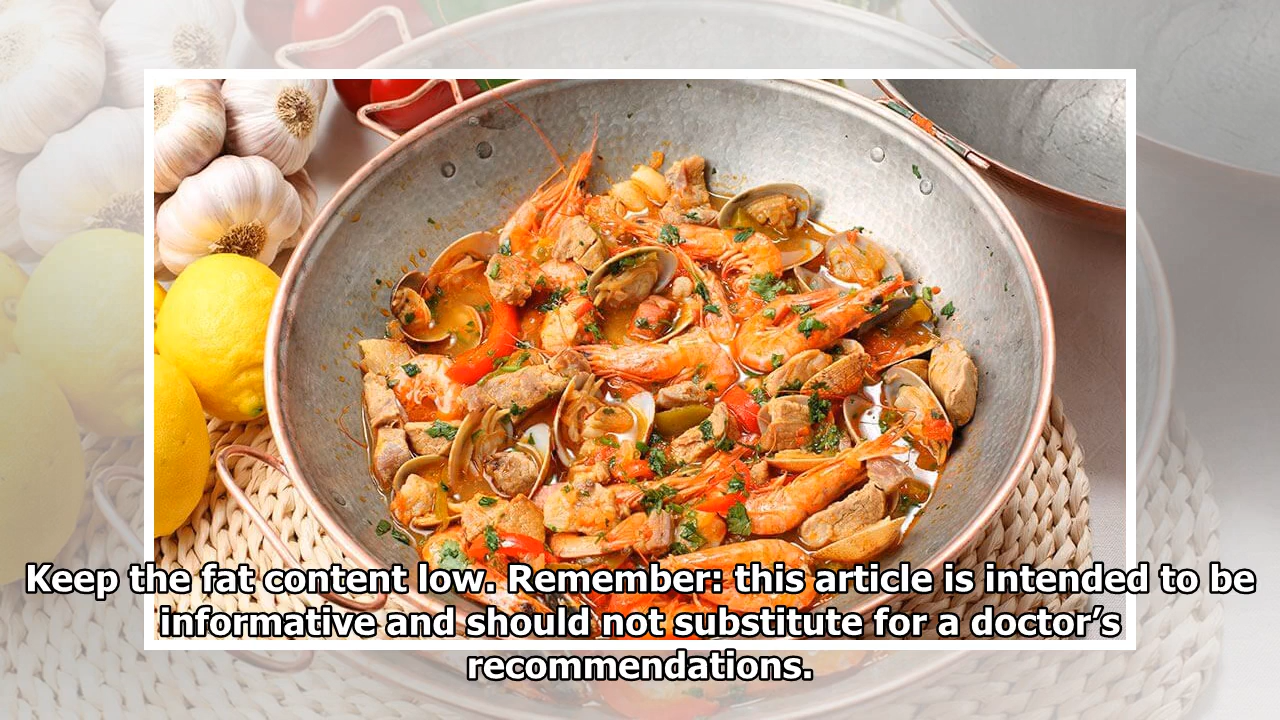 Keep the fat content low. Remember: this article is intended to be
informative and should not substitute for a doctor’s
recommendations.